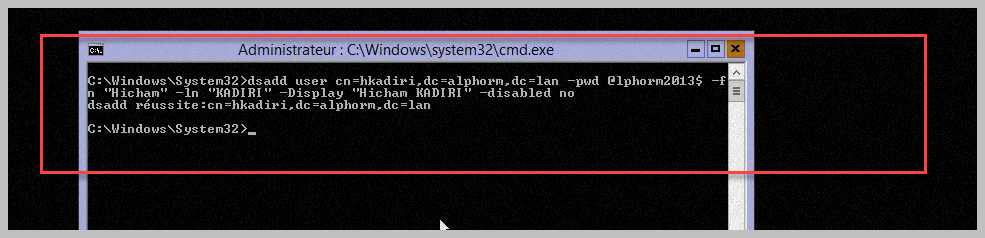 Administrateur : C:\Windows\system32\cmd.exe
C:\Windows\System32>dsadd user cn=hkadiri,dc=alphorm,dc=lan -pwd @lphorm2013$ -f
n "Hicham" -ln "KADIRI" -Display "Hicham KADIRI" -disabled no
dsadd réussite:cn=hkadiri,dc=alphorm,dc=lan
C:\Windows\System32>_